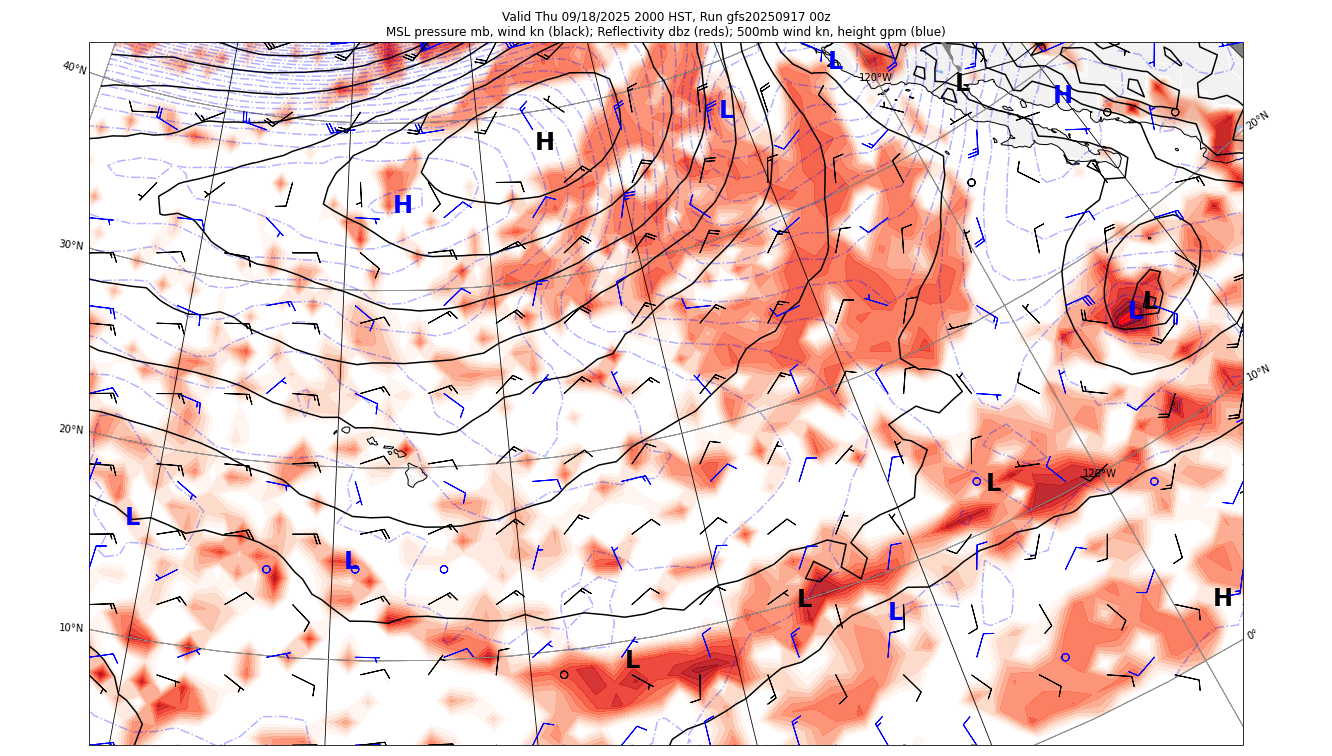 Valid Thu 09/18/2025 2000 HST, Run gfs20250917 00z
MSL pressure mb, wind kn (black); Reflectivity dbz (reds); 500mb wind kn, height gpm (blue)
L
40°N
120°W
L
H
L
20°N
H
H
30°N
L
L
10°N
20°N
120°W
L
L
L
L
H
L
10°N
0°
L